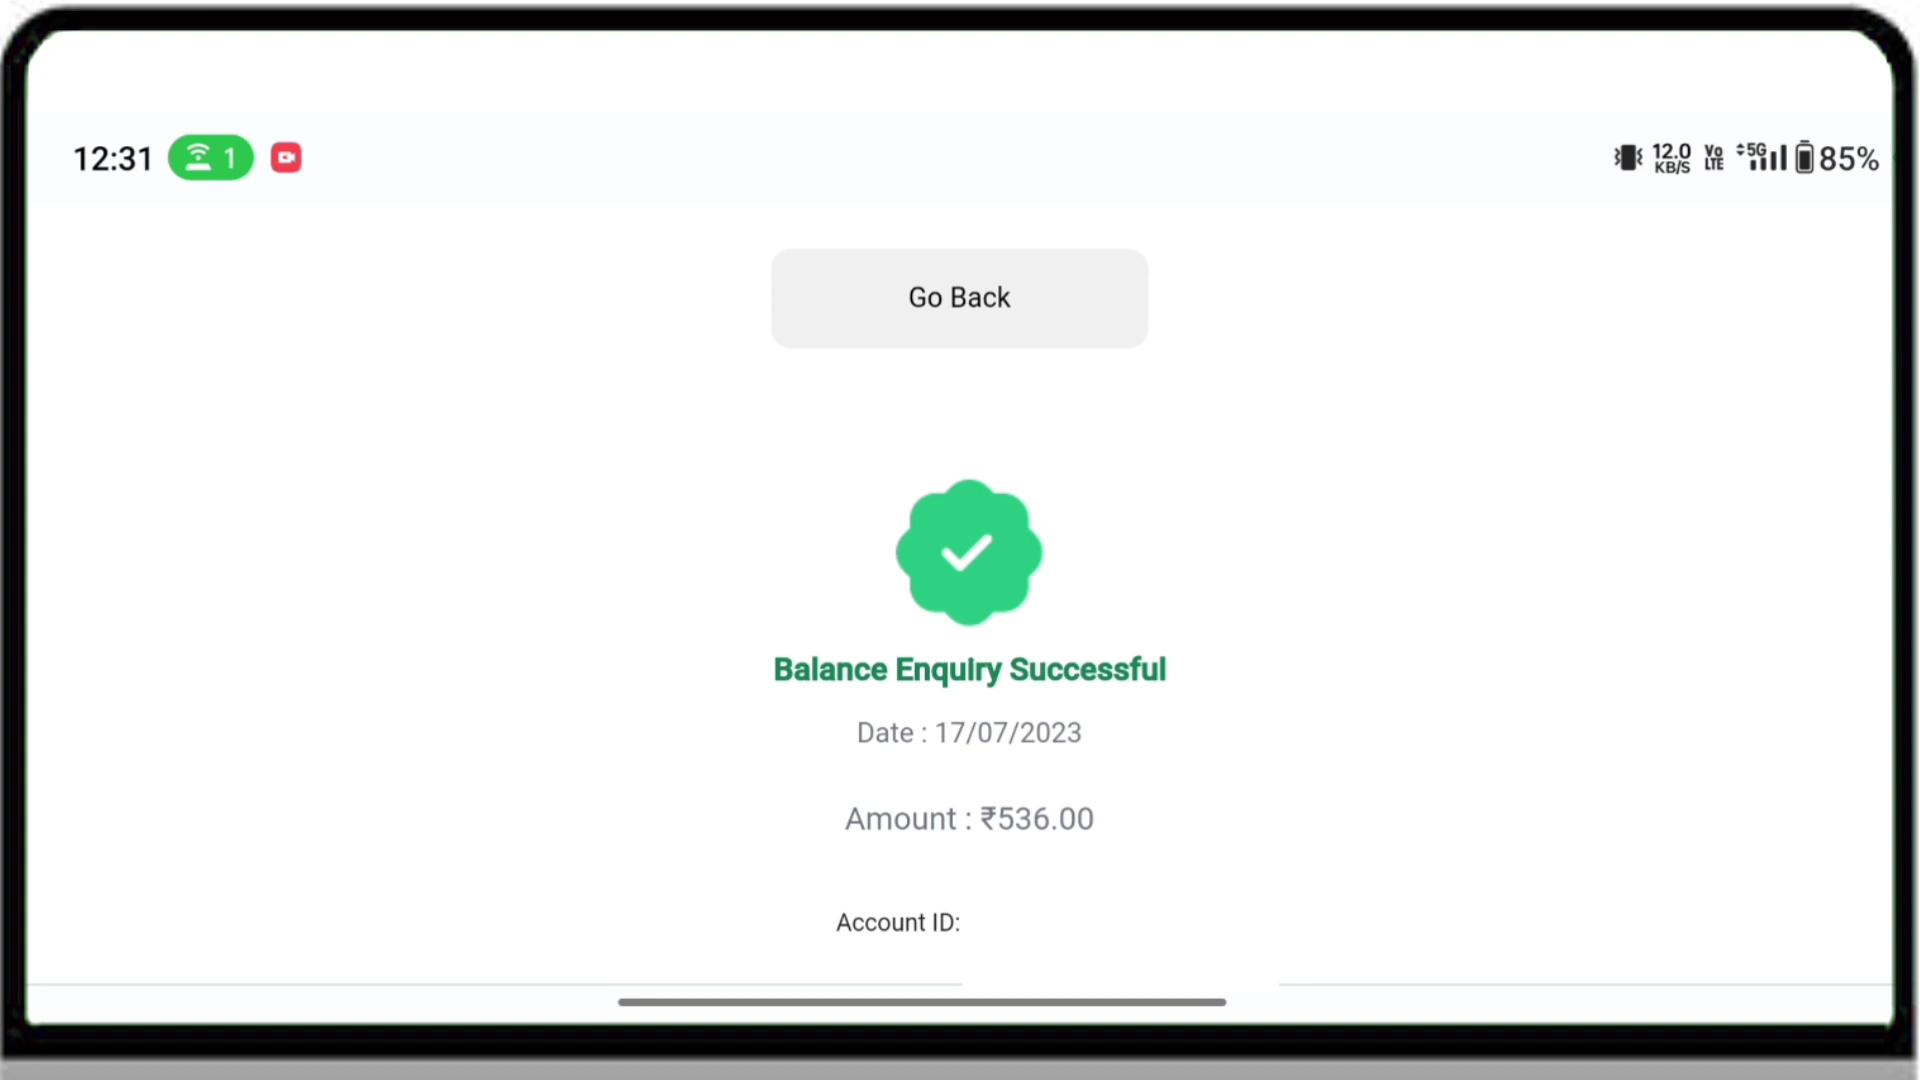 12:31 1 12.0 KB/S Vo LTE 5G 85%
Go Back
Balance Enquiry Successful
Date : 17/07/2023
Amount : ₹536.00
Account ID: